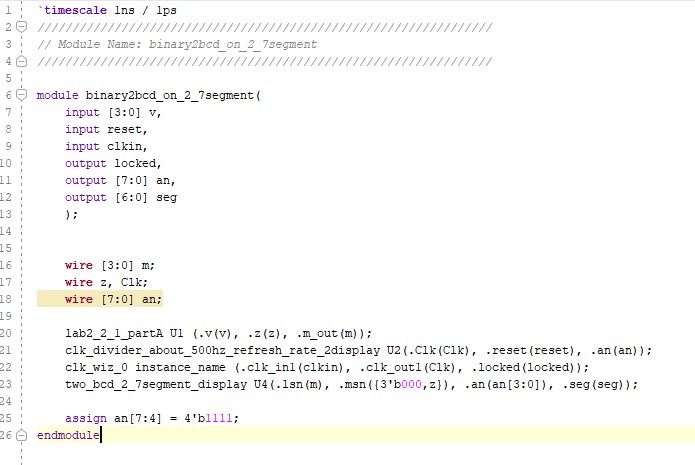 1 `timescale 1ns / 1ps
2 /////////////////////////////////////////////////////////////////
3 // Module Name: binary2bcd_on_2_7segment
4 /////////////////////////////////////////////////////////////////
5
6 module binary2bcd_on_2_7segment(
7     input [3:0] v,
8     input reset,
9     input clkin,
10     output locked,
11     output [7:0] an,
12     output [6:0] seg
13     );
14
15
16     wire [3:0] m;
17     wire z, Clk;
18     wire [7:0] an;
19
20     lab2_2_1_partA U1 (.v(v), .z(z), .m_out(m));
21     clk_divider_about_500hz_refresh_rate_2display U2(.Clk(Clk), .reset(reset), .an(an));
22     clk_wiz_0 instance_name (.clk_in1(clkin), .clk_out1(Clk), .locked(locked));
23     two_bcd_2_7segment_display U4(.lsn(m), .msn({3'b000,z}), .an(an[3:0]), .seg(seg));
24
25     assign an[7:4] = 4'b1111;
26 endmodule